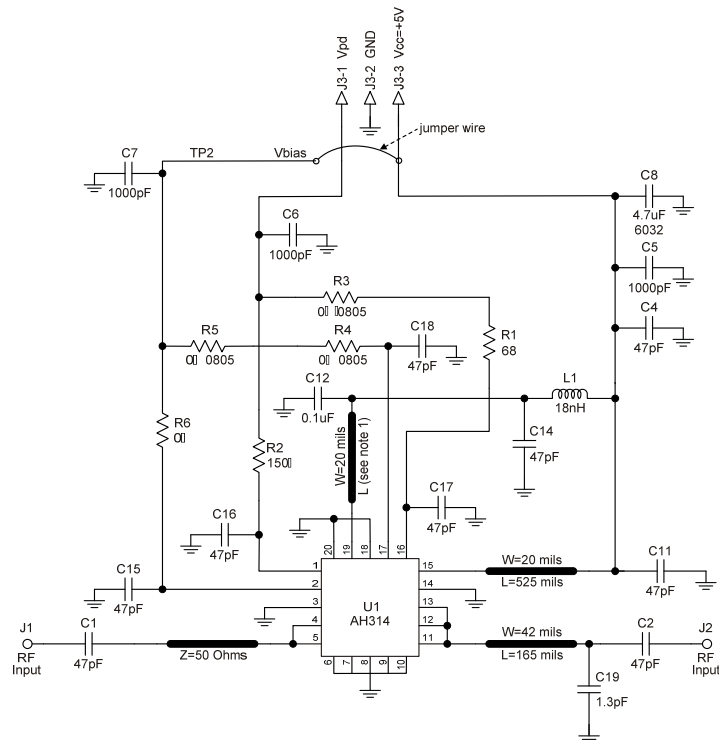 J3-1 Vpd
J3-2 GND
J3-3 Vcc=+5V
jumper wire
C7
TP2
Vbias
1000pF
C8
4.7uF
6032
C6
1000pF
C5
1000pF
R3
0▯ ▯0805
C4
47pF
R5
0▯ 0805
R4
0▯ 0805
C18
47pF
R1
68
C12
0.1uF
L1
18nH
R6
0▯
W=20 mils
L (see note 1)
C14
47pF
R2
150▯
C17
47pF
C16
47pF
20
19
18
17
16
C15
47pF
1
2
3
4
5
U1
AH314
15
14
13
12
11
W=20 mils
L=525 mils
C11
47pF
J1
RF
Input
C1
47pF
Z=50 Ohms
6
7
8
9
10
W=42 mils
L=165 mils
C2
47pF
J2
RF
Input
C19
1.3pF